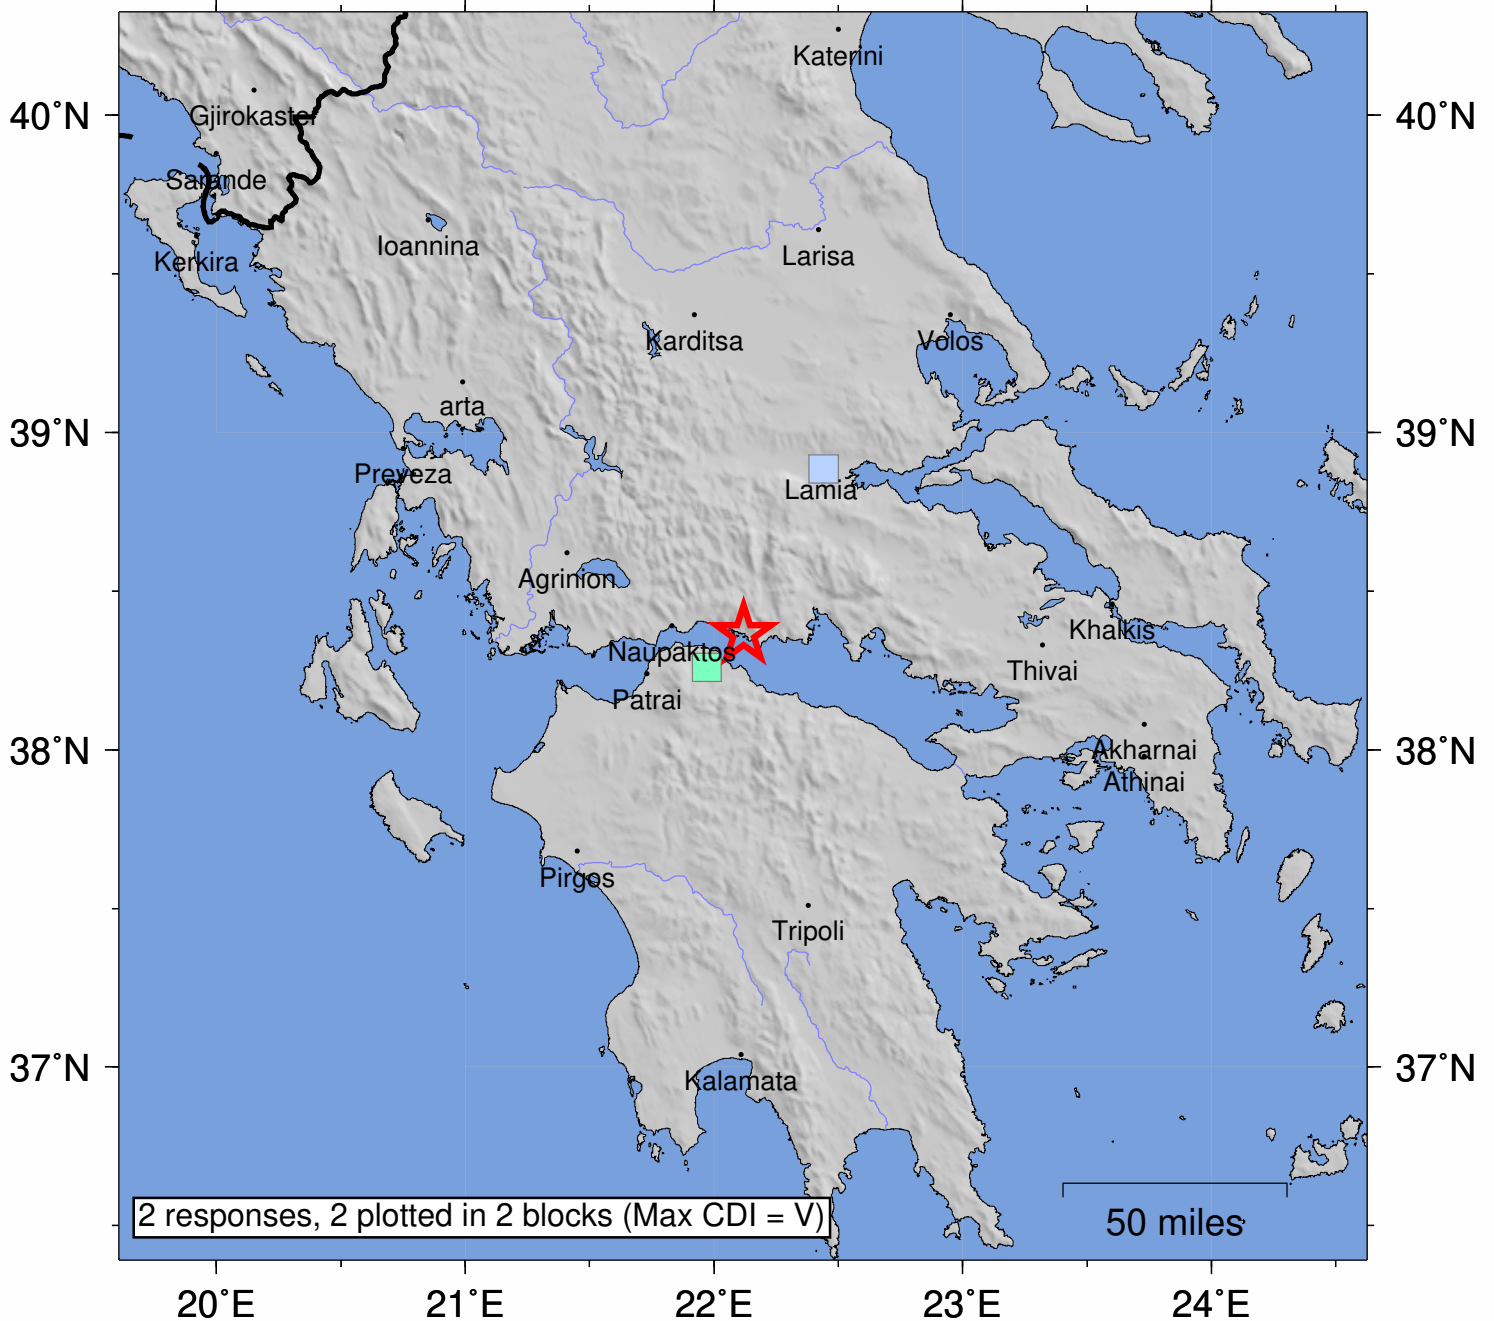 Katerini
40°N
40°N
Gjirokaster
Sarande
Ioannina
Larisa
Kerkira
Karditsa
Volos
arta
39°N
39°N
Preveza
Lamia
Agrinion
Khalkis
Naupaktos
Thivai
Patrai
38°N
Akharnai
38°N
Athinai
Pirgos
Tripoli
37°N
37°N
Kalamata
2 responses, 2 plotted in 2 blocks (Max CDI = V)
50 miles
20°E
21°E
22°E
23°E
24°E